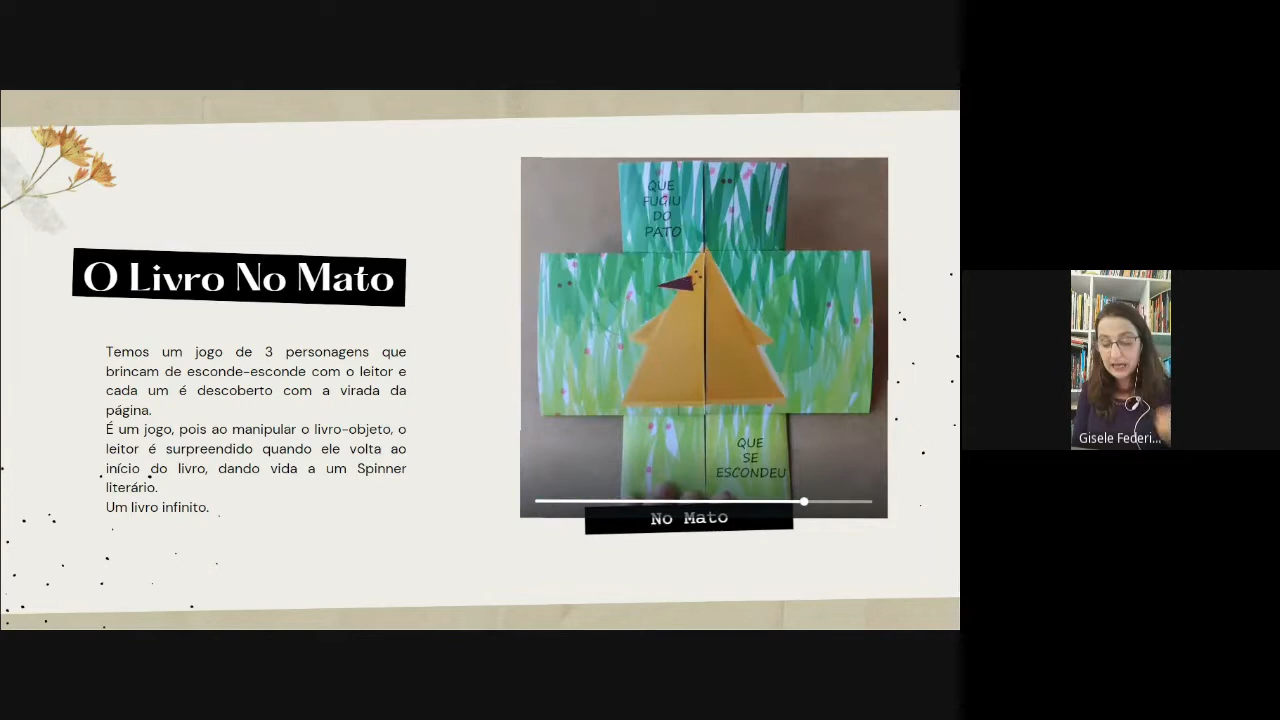 O Livro No Mato
Temos um jogo de 3 personagens que
brincam de esconde-esconde com o leitor e
cada um é descoberto com a virada da
página.
É um jogo, pois ao manipular o livro-objeto, o
leitor é surpreendido quando ele volta ao
início do livro, dando vida a um Spinner
literário.
Um livro infinito.
QUE
FUGIU
DO
PATO
QUE
SE
ESCONDEU
No Mato
Gisele Federi...